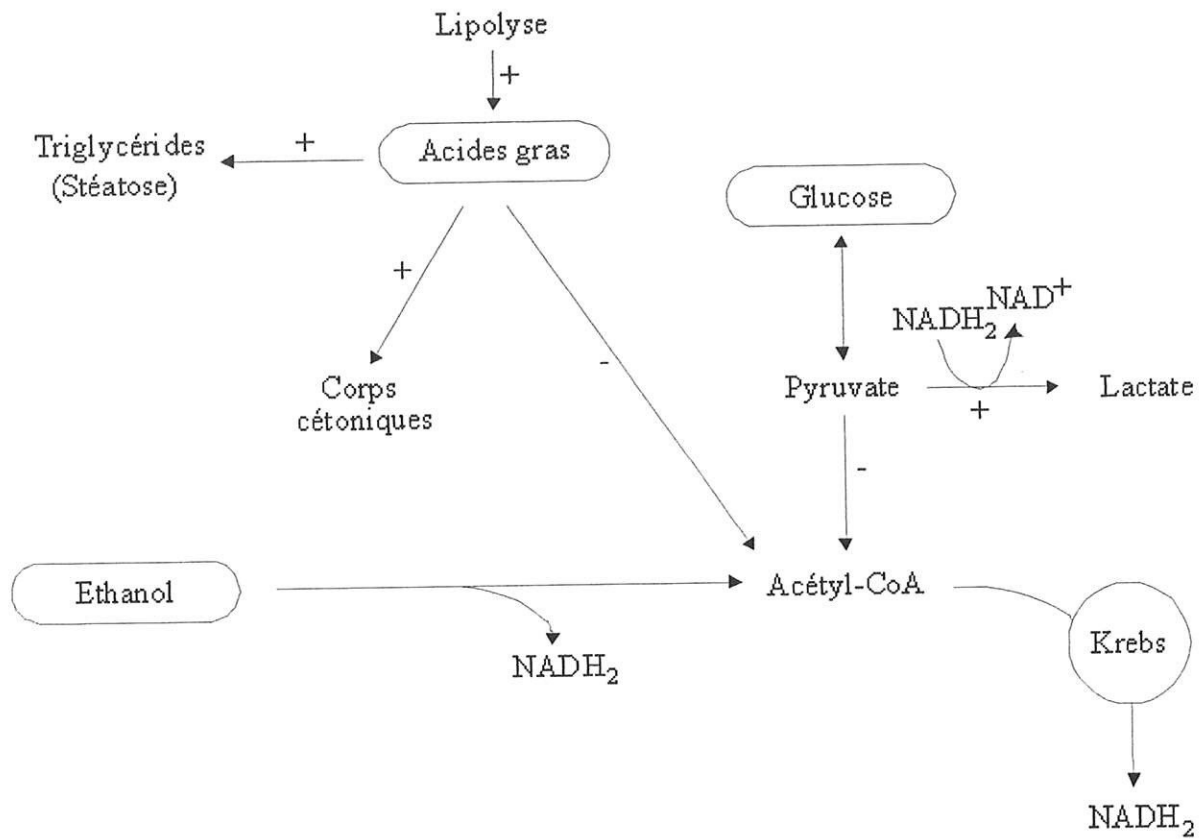 Lipolyse
+
Triglycérides
(Stéatose)
+
Acides gras
Glucose
+
-
NADH₂
NAD⁺
Corps
cétoniques
Pyruvate
+
Lactate
-
Ethanol
Acétyl-CoA
NADH₂
Krebs
NADH₂